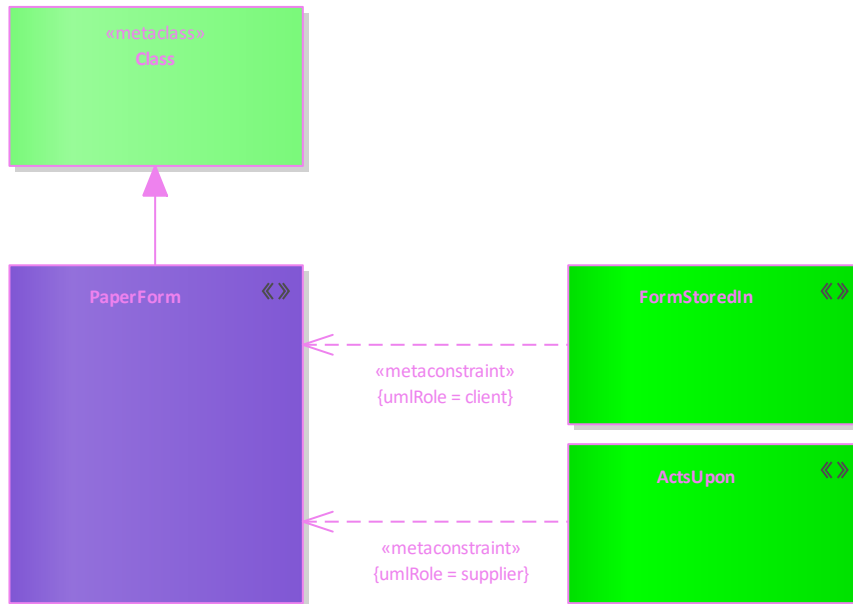 «metaclass»
Class
PaperForm
FormStoredIn
«metaconstraint»
{umlRole = client}
ActsUpon
«metaconstraint»
{umlRole = supplier}